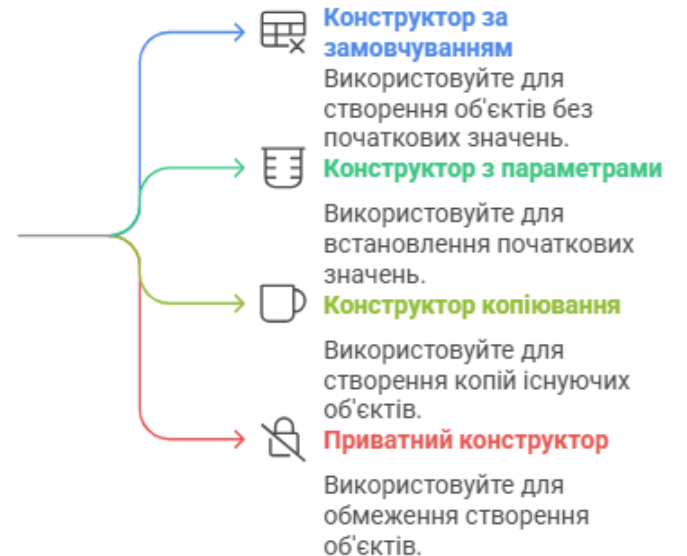 Конструктор за
замовчуванням
Використовуйте для
створення об'єктів без
початкових значень.
Конструктор з параметрами
Використовуйте для
встановлення початкових
значень.
Конструктор копіювання
Використовуйте для
створення копій існуючих
об'єктів.
Приватний конструктор
Використовуйте для
обмеження створення
об'єктів.